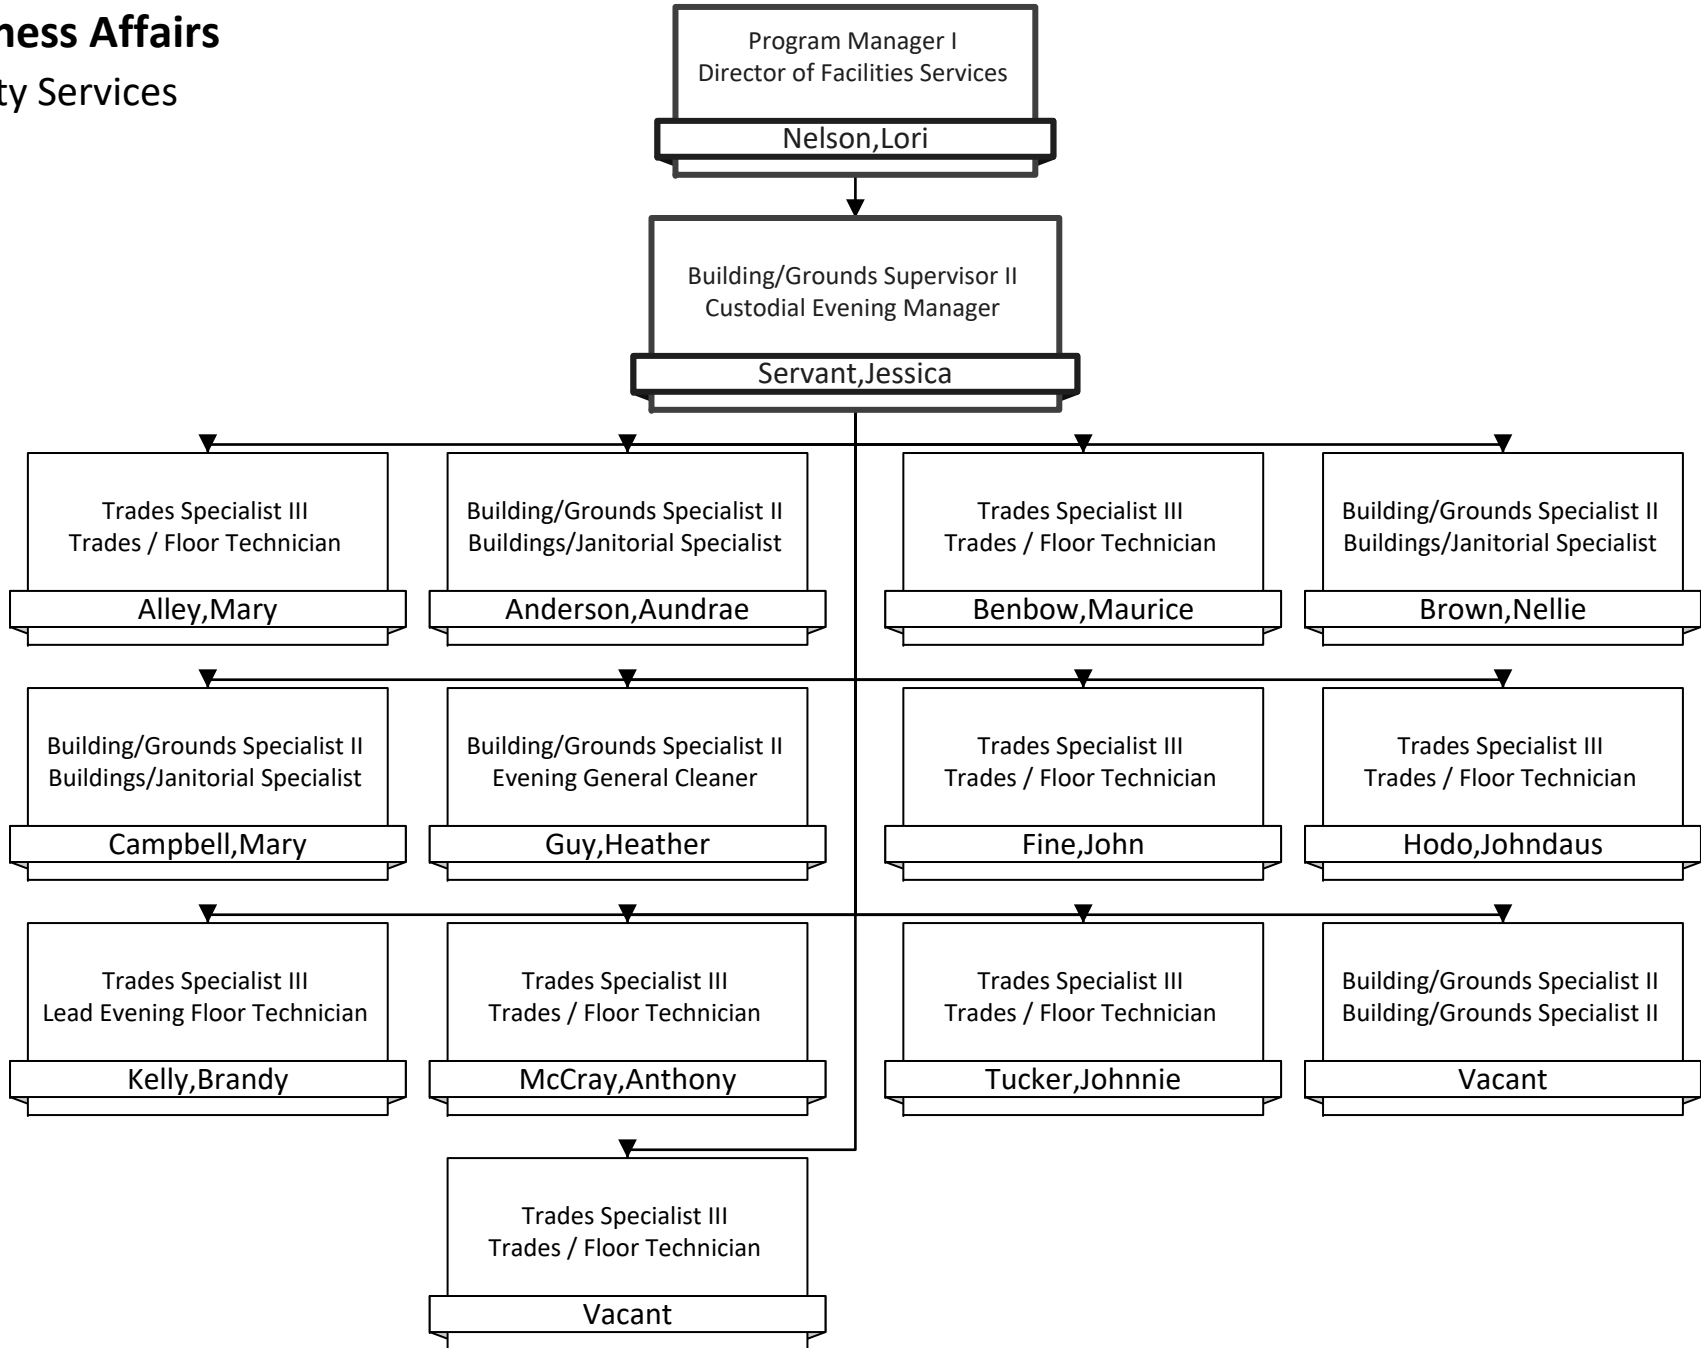 ness Affairs
ty Services
Program Manager I
Director of Facilities Services
Nelson,Lori
Building/Grounds Supervisor II
Custodial Evening Manager
Servant,Jessica
Trades Specialist III
Trades / Floor Technician
Alley,Mary
Building/Grounds Specialist II
Buildings/Janitorial Specialist
Anderson,Aundrae
Trades Specialist III
Trades / Floor Technician
Benbow,Maurice
Building/Grounds Specialist II
Buildings/Janitorial Specialist
Brown,Nellie
Building/Grounds Specialist II
Buildings/Janitorial Specialist
Campbell,Mary
Building/Grounds Specialist II
Evening General Cleaner
Guy,Heather
Trades Specialist III
Trades / Floor Technician
Fine,John
Trades Specialist III
Trades / Floor Technician
Hodo,Johndaus
Trades Specialist III
Lead Evening Floor Technician
Kelly,Brandy
Trades Specialist III
Trades / Floor Technician
McCray,Anthony
Trades Specialist III
Trades / Floor Technician
Tucker,Johnnie
Building/Grounds Specialist II
Building/Grounds Specialist II
Vacant
Trades Specialist III
Trades / Floor Technician
Vacant